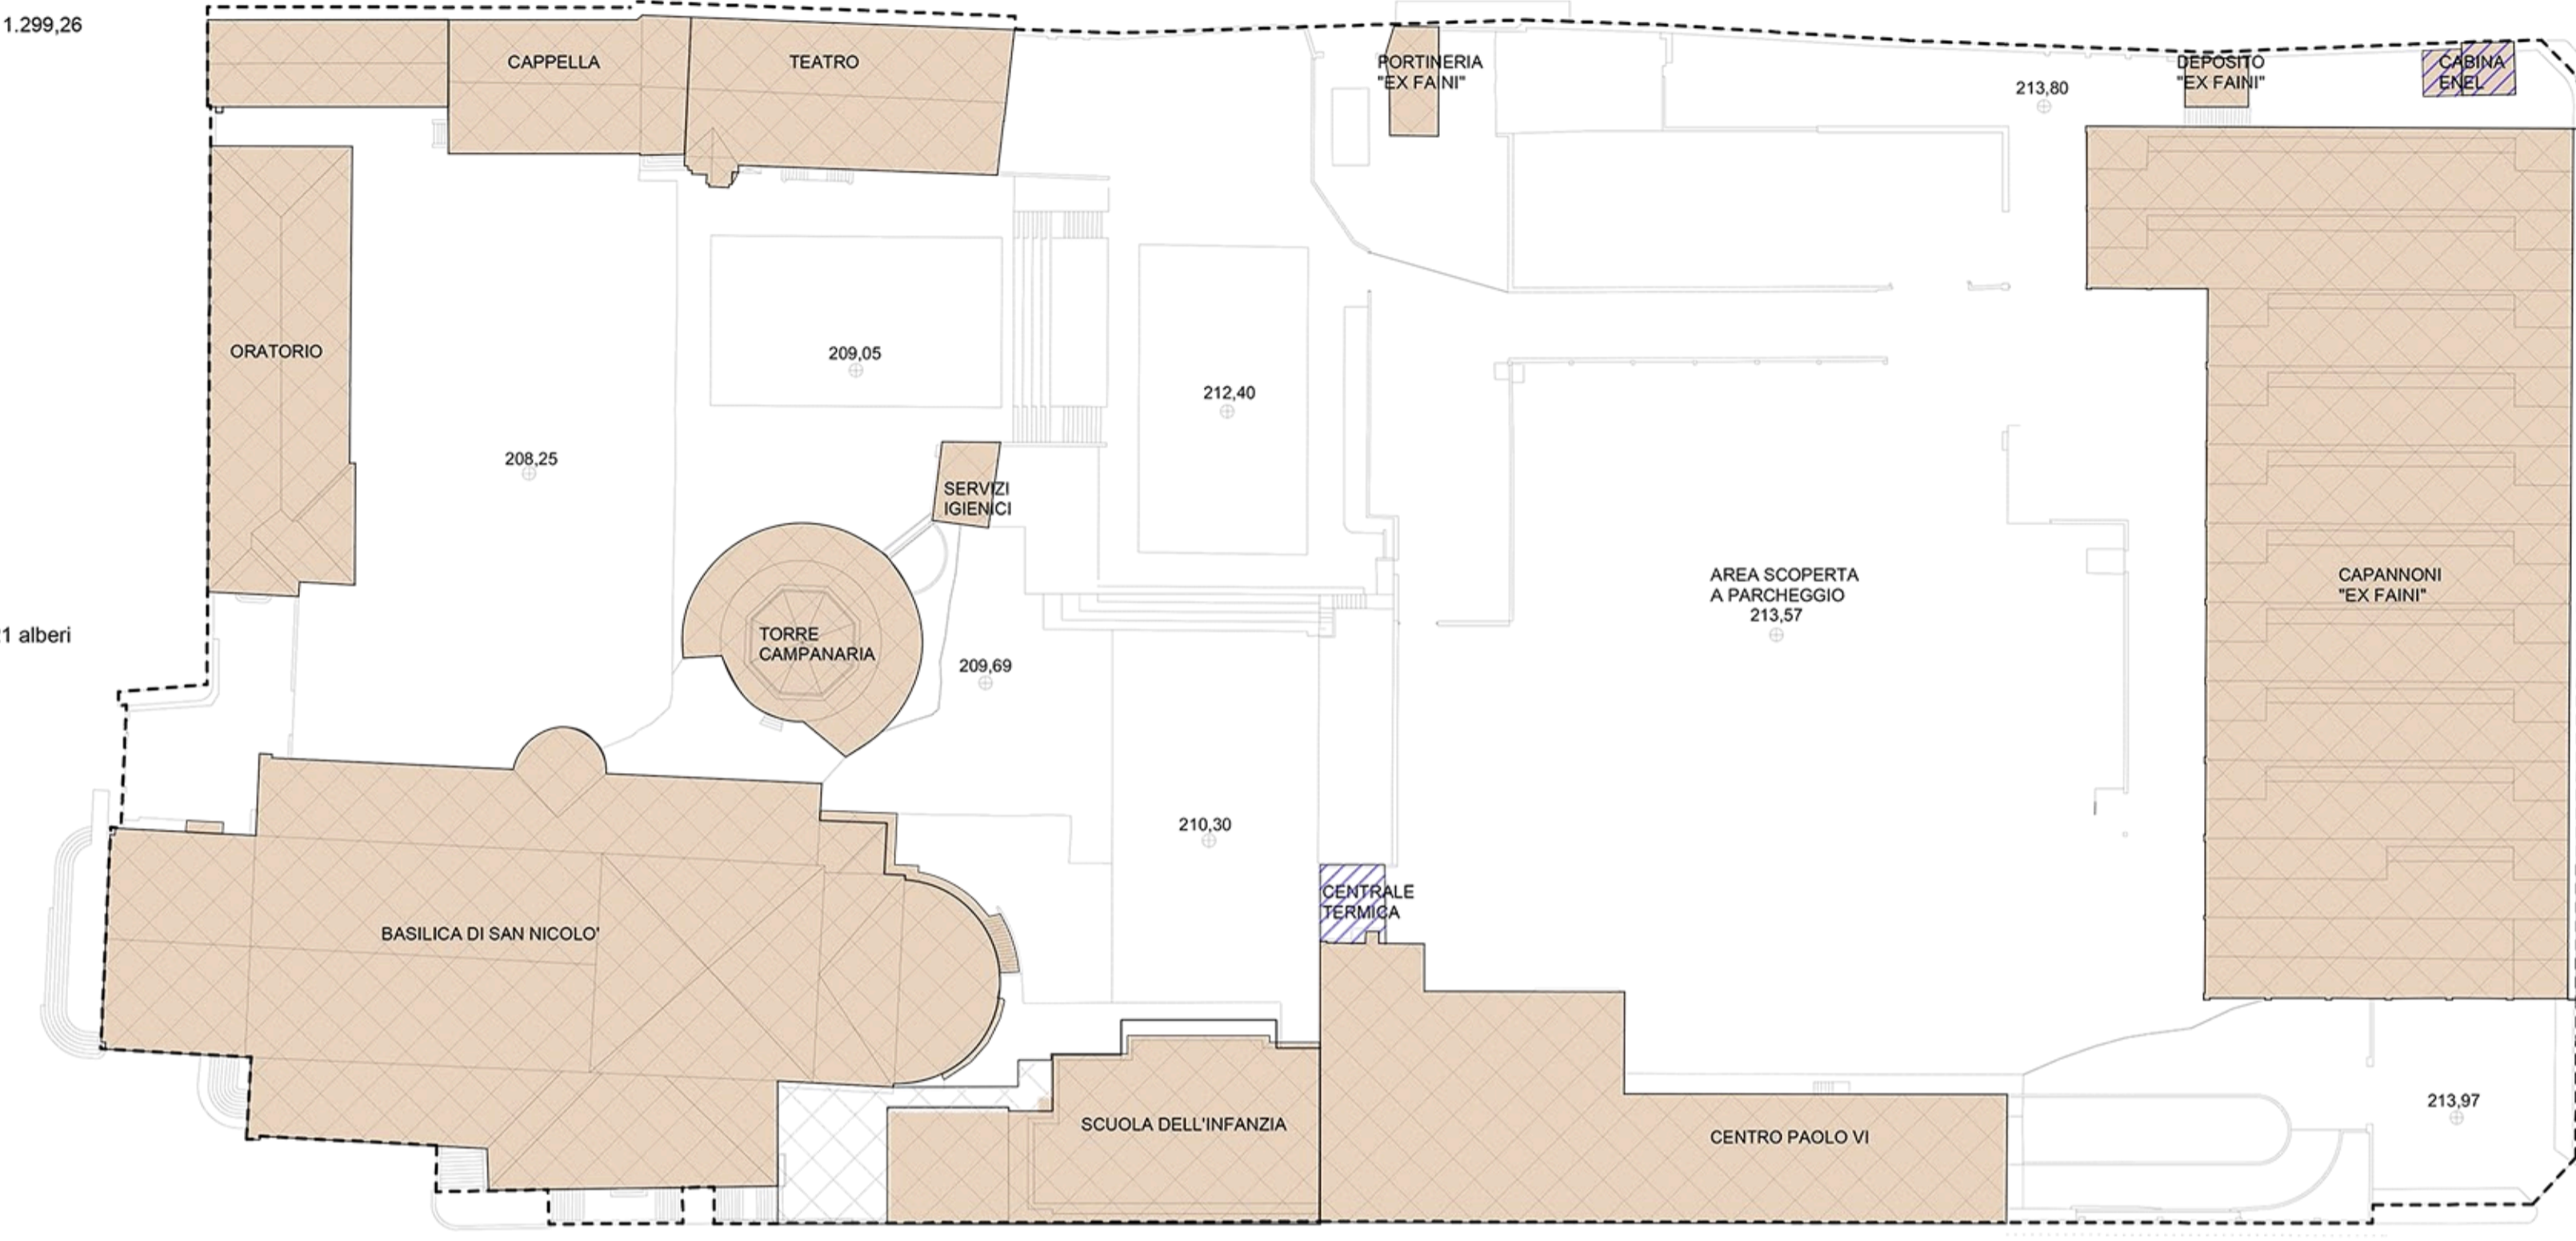 1.299,26
CAPPELLA
TEATRO
PORTINERIA
"EX FAINI"
213,80
DEPOSITO
"EX FAINI"
CABINA
ENEL
ORATORIO
209,05
212,40
208,25
SERVIZI
IGIENICI
AREA SCOPERTA
A PARCHEGGIO
213,57
CAPANNONI
"EX FAINI"
1 alberi
TORRE
CAMPANARIA
209,69
210,30
CENTRALE
TERMICA
BASILICA DI SAN NICOLO'
213,97
SCUOLA DELL'INFANZIA
CENTRO PAOLO VI